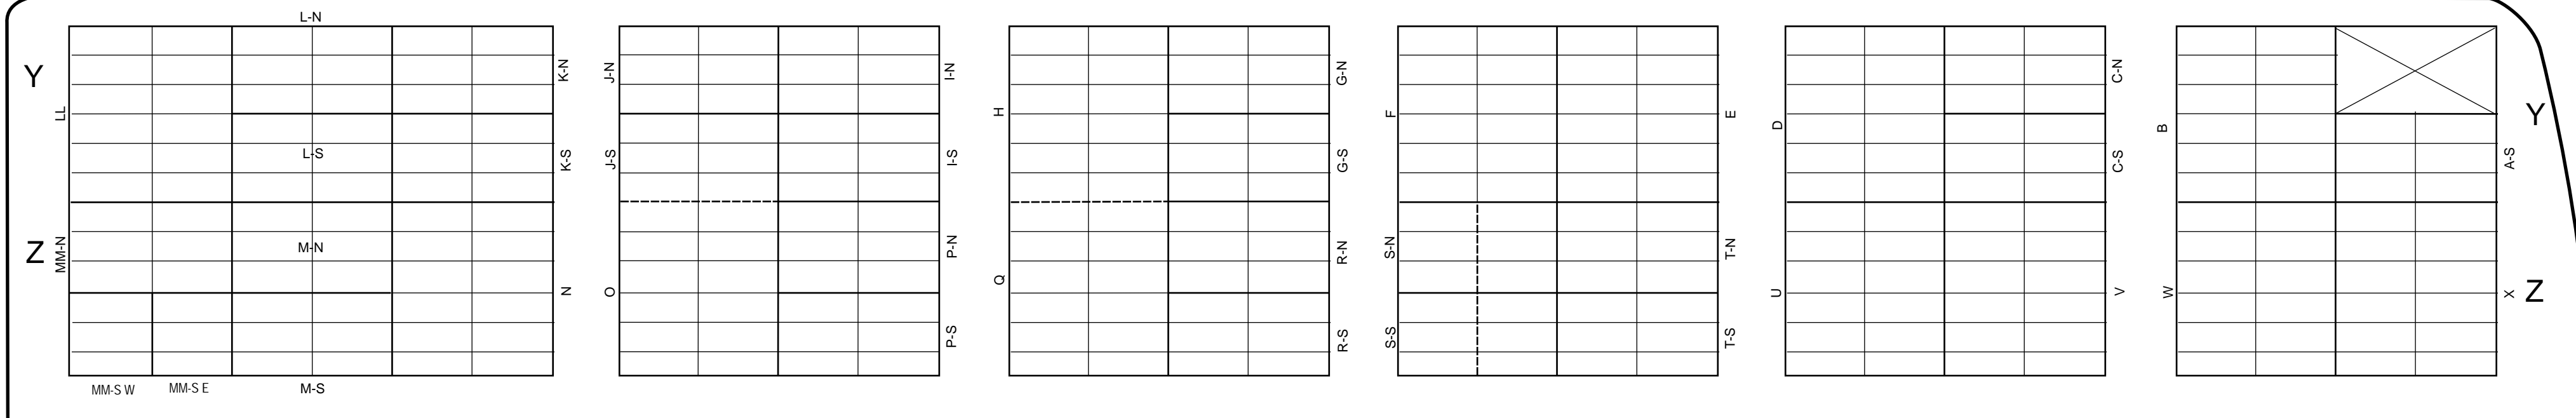 L-N
Y
K-N
J-N
I-N
G-N
C-N
LL
H
F
E
D
B
Y
L-S
K-S
J-S
I-S
G-S
C-S
A-S
Z
MM-N
M-N
P-N
R-N
S-N
T-N
N
O
Q
U
V
W
X
Z
P-S
R-S
S-S
T-S
MM-S W
MM-S E
M-S